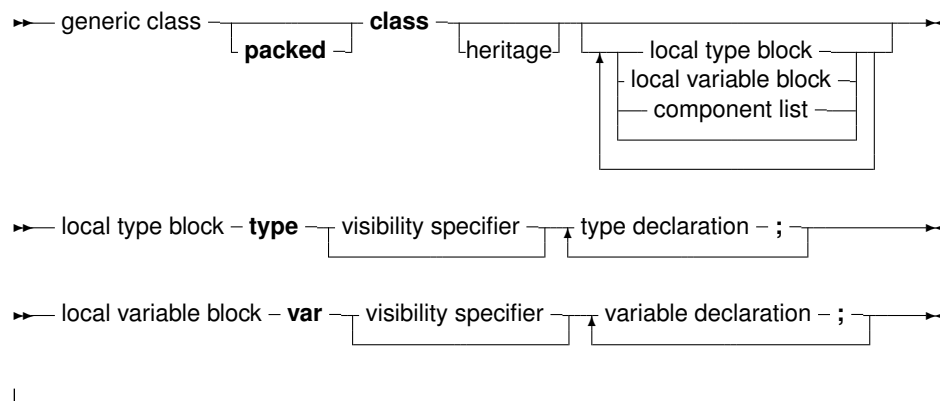 generic class packed class heritage local type block
local variable block
component list
local type block type visibility specifier type declaration ;
local variable block var visibility specifier variable declaration ;